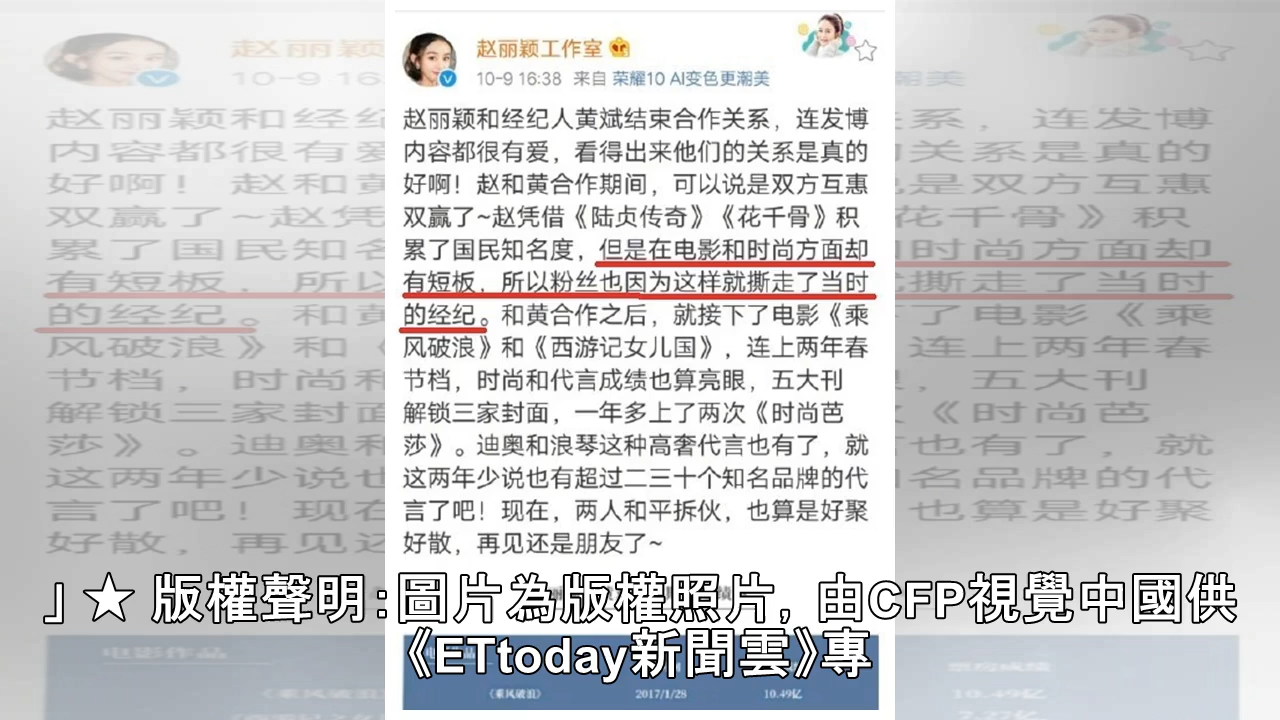 赵丽颖工作室
10-9 16:38 来自 荣耀10 AI变色更潮美
赵丽颖和经纪人黄斌结束合作关系，连发博
内容都很有爱，看得出来他们的关系是真的
好啊！赵和黄合作期间，可以说是双方互惠
双赢了~赵凭借《陆贞传奇》《花千骨》积
累了国民知名度，但是在电影和时尚方面却
有短板，所以粉丝也因为这样就撕走了当时
的经纪。和黄合作之后，就接下了电影《乘
风破浪》和《西游记女儿国》，连上两年春
节档，时尚和代言成绩也算亮眼，五大刊
解锁三家封面，一年多上了两次《时尚芭
莎》。迪奥和浪琴这种高奢代言也有了，就
这两年少说也有超过二三十个知名品牌的代
言了吧！现在，两人和平拆伙，也算是好聚
好散，再见还是朋友了~
」★ 版權聲明:圖片為版權照片, 由CFP視覺中國供
《ETtoday新聞雲》專
《乘风破浪》 2017/1/28 10.49亿